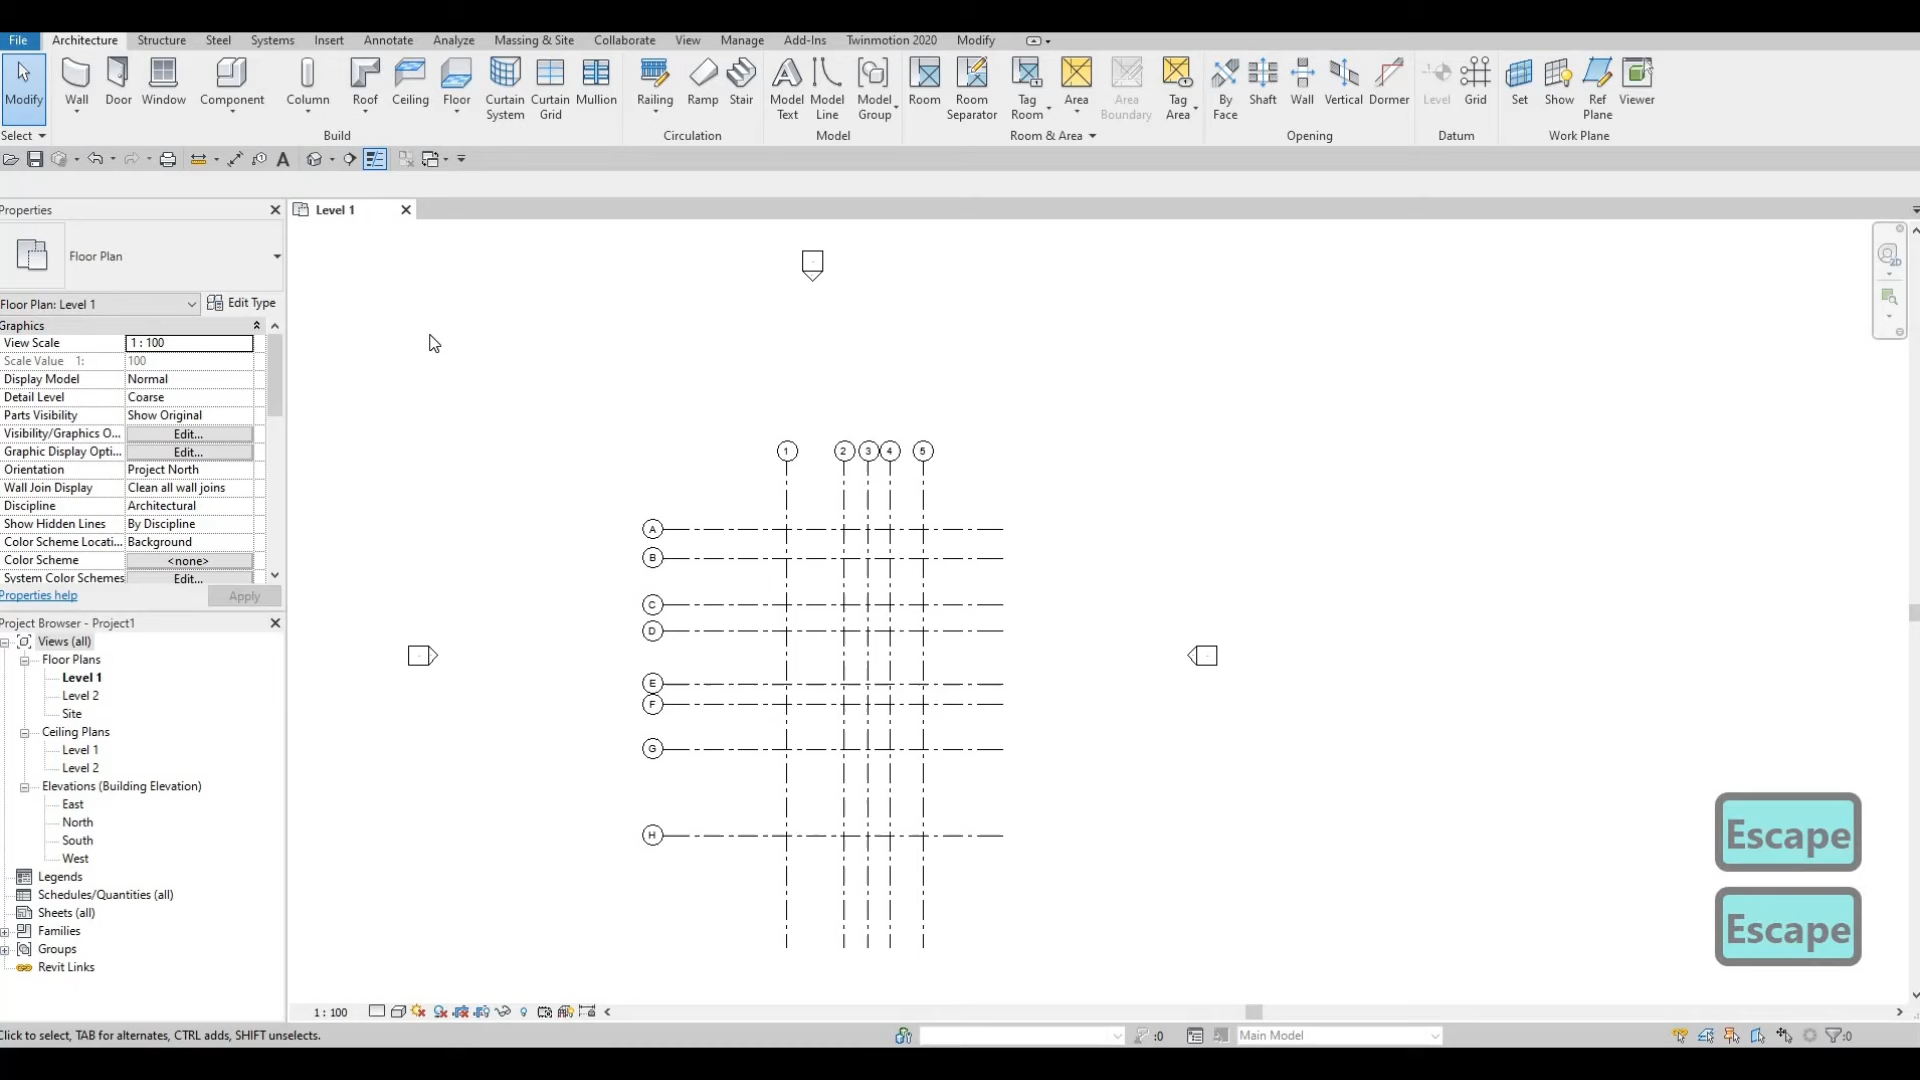 File Architecture Structure Steel Systems Insert Annotate Analyze Massing & Site Collaborate View Manage Add-Ins Twinmotion 2020 Modify
Modify Wall Door Window Component Column Roof Ceiling Floor Curtain System Curtain Grid Mullion Railing Ramp Stair Model Text Model Line Model Group Room Room Separator Tag Room Area Area Boundary Tag Area By Face Shaft Wall Vertical Dormer Level Grid Set Show Ref Plane Viewer
Select Build Circulation Model Room & Area Opening Datum Work Plane
Properties
Level 1
Floor Plan
Floor Plan: Level 1 Edit Type
Graphics
View Scale 1 : 100
Scale Value 1: 100
Display Model Normal
Detail Level Coarse
Parts Visibility Show Original
Visibility/Graphics O... Edit...
Graphic Display Opti... Edit...
Orientation Project North
Wall Join Display Clean all wall joins
Discipline Architectural
Show Hidden Lines By Discipline
Color Scheme Locati... Background
Color Scheme <none>
System Color Schemes Edit...
Properties help Apply
Project Browser - Project1
Views (all)
Floor Plans
Level 1
Level 2
Site
Ceiling Plans
Level 1
Level 2
Elevations (Building Elevation)
East
North
South
West
Legends
Schedules/Quantities (all)
Sheets (all)
Families
Groups
Revit Links
1 2 3 4 5
A
B
C
D
E
F
G
H
Escape
Escape
1 : 100
Click to select, TAB for alternates, CTRL adds, SHIFT unselects.
:0
Main Model
:0